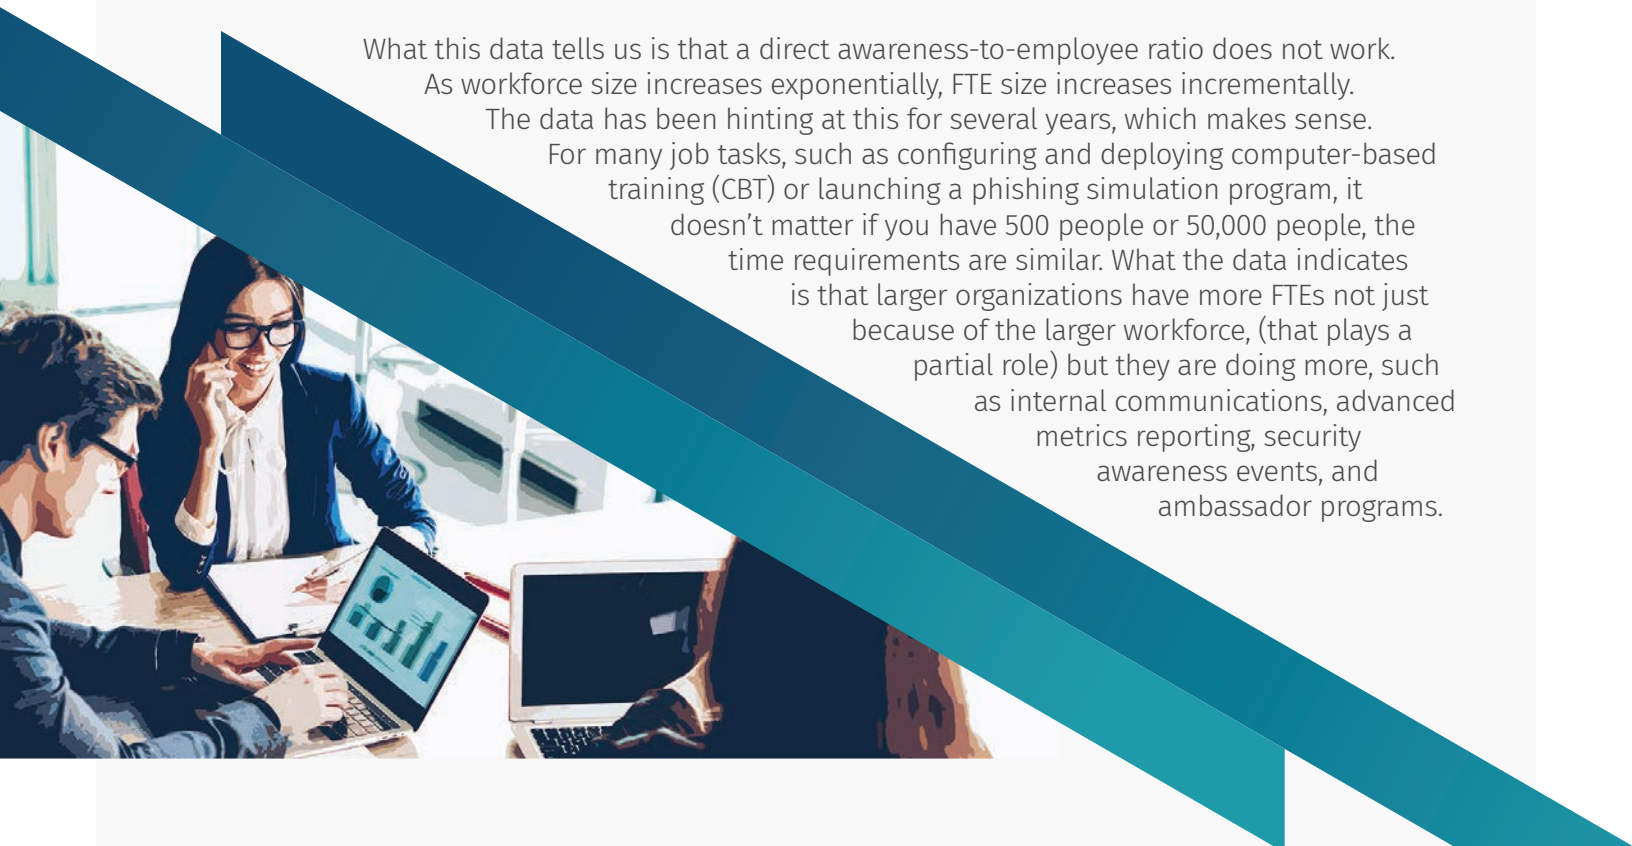 What this data tells us is that a direct awareness-to-employee ratio does not work.
As workforce size increases exponentially, FTE size increases incrementally.
The data has been hinting at this for several years, which makes sense.
For many job tasks, such as configuring and deploying computer-based
training (CBT) or launching a phishing simulation program, it
doesn’t matter if you have 500 people or 50,000 people, the
time requirements are similar. What the data indicates
is that larger organizations have more FTEs not just
because of the larger workforce, (that plays a
partial role) but they are doing more, such
as internal communications, advanced
metrics reporting, security
awareness events, and
ambassador programs.